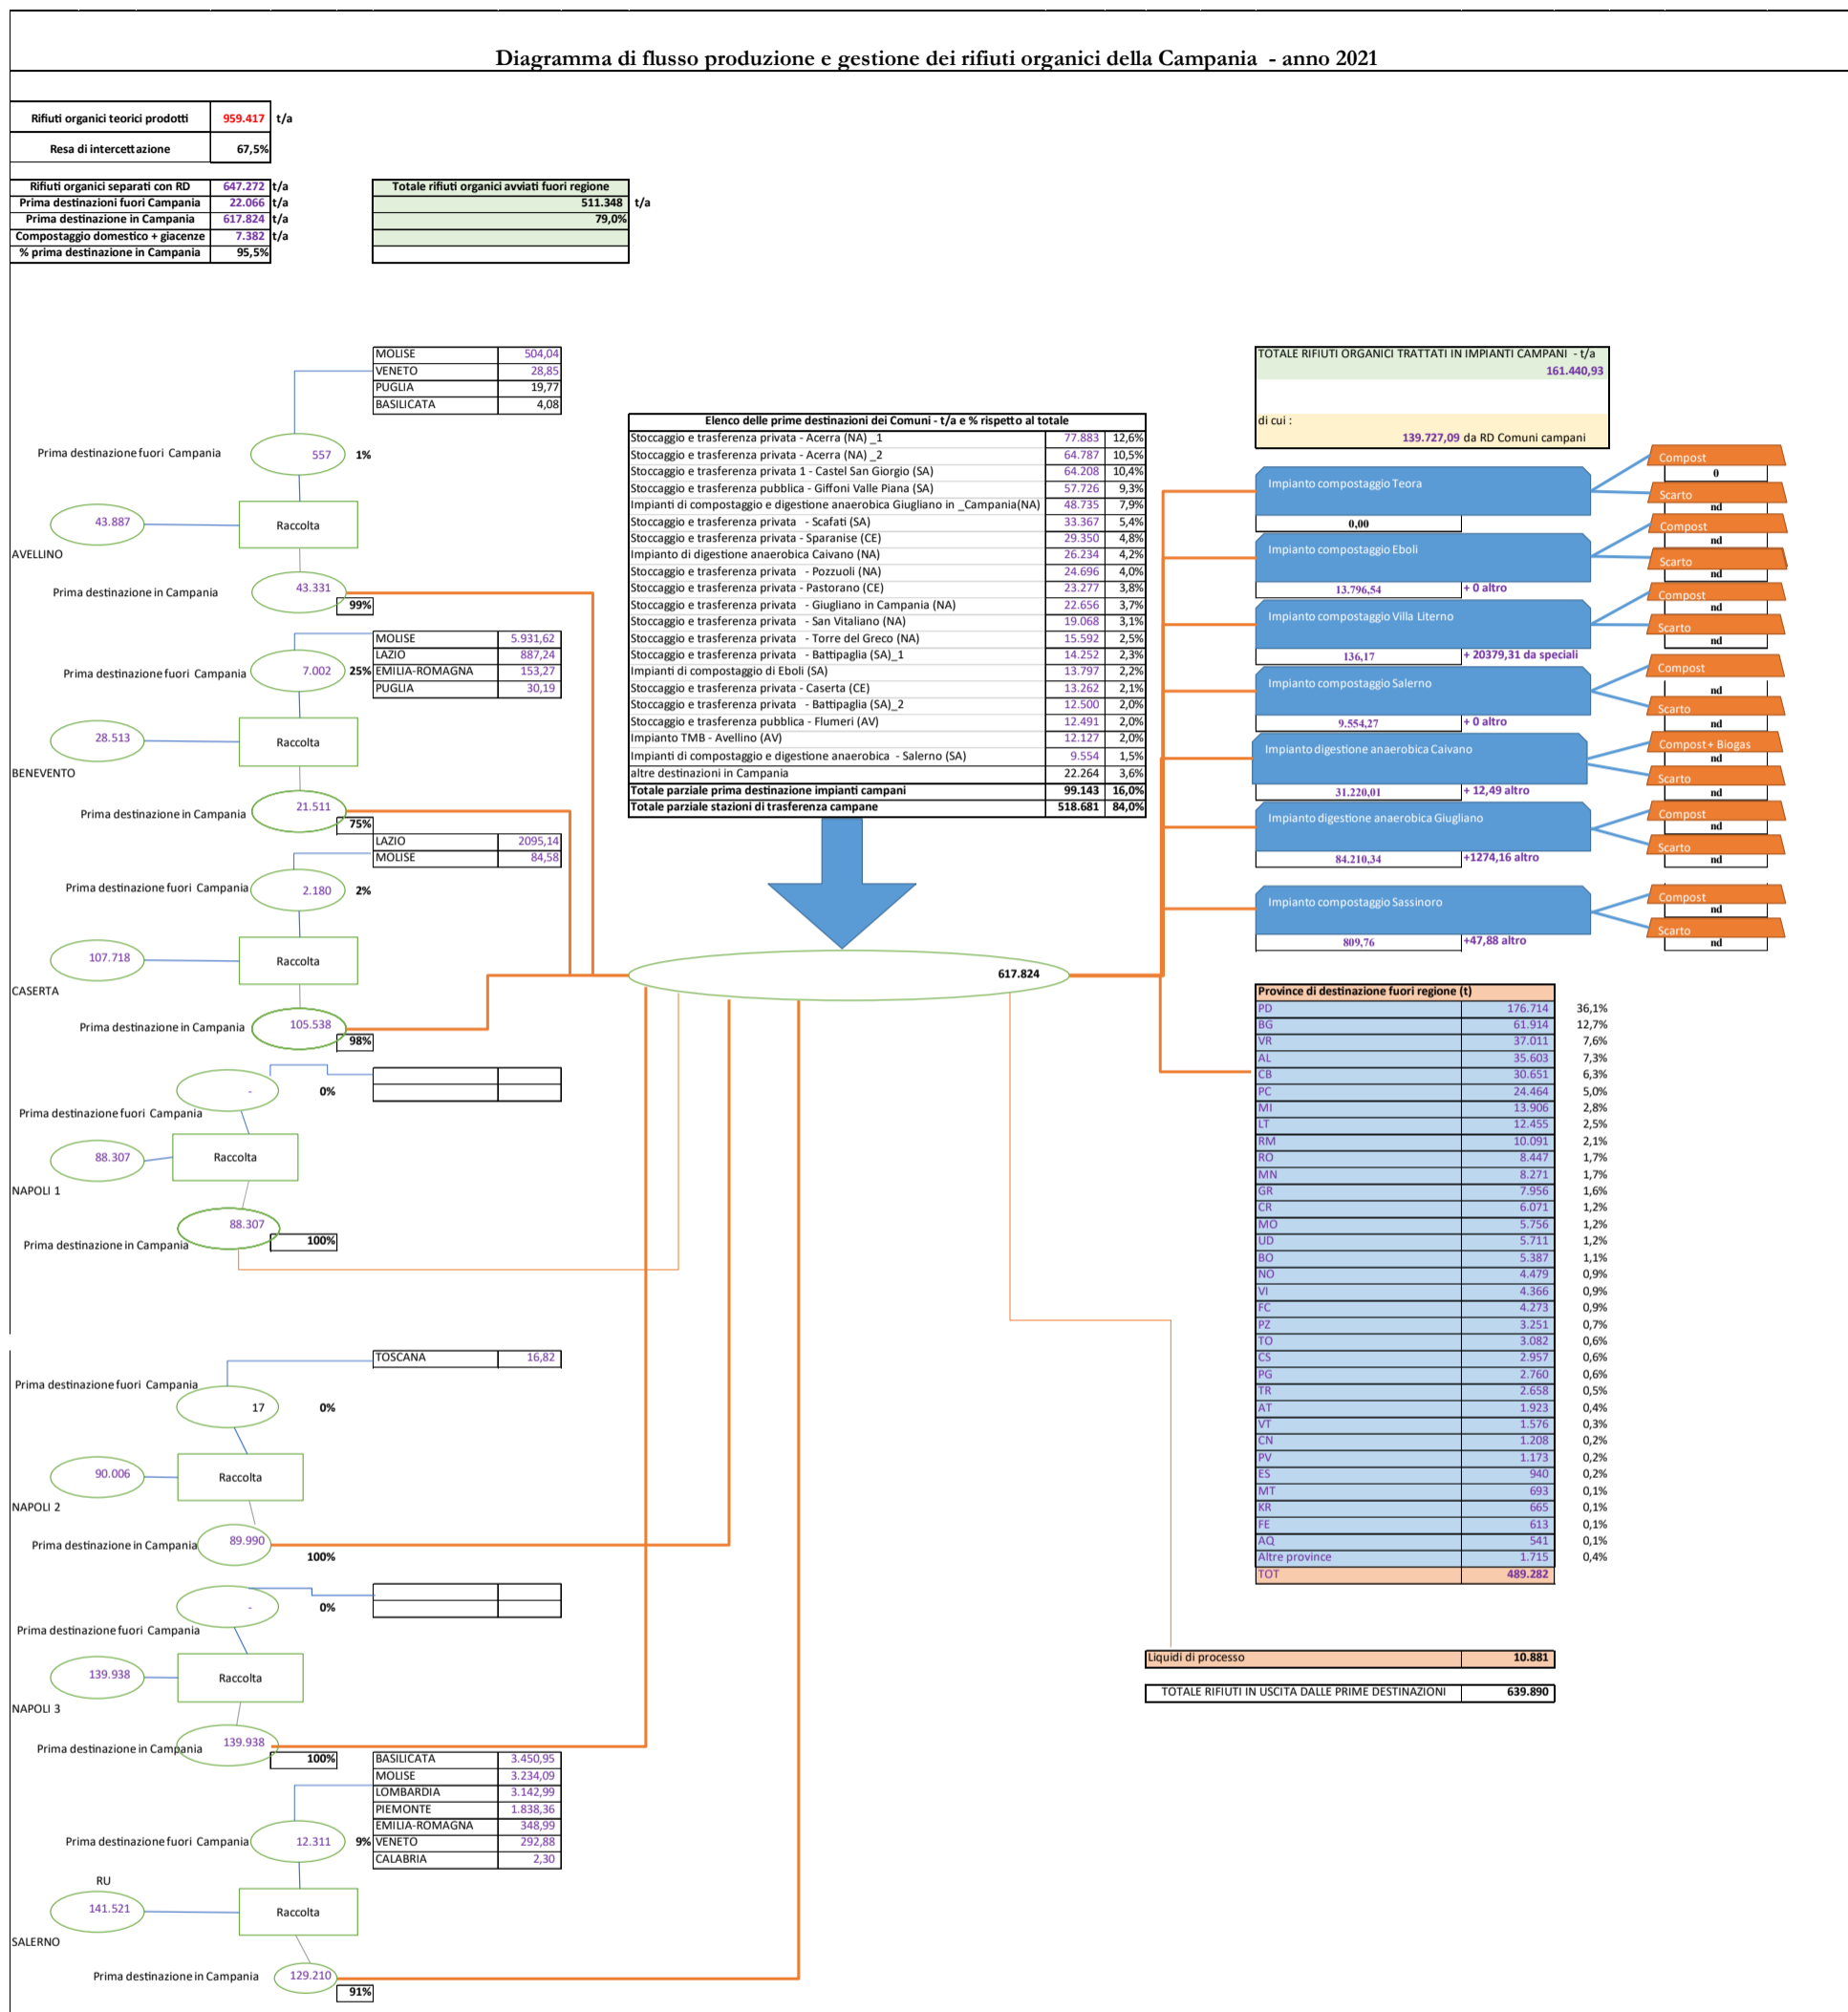 Diagramma di flusso produzione e gestione dei rifiuti organici della Campania - anno 2021
Rifiuti organici teorici prodotti 959.417 t/a
Resa di intercettazione 67,5%
Rifiuti organici separati con RD 647.272 t/a
Prima destinazioni fuori Campania 22.066 t/a
Prima destinazione in Campania 617.824 t/a
Compostaggio domestico + giacenze 7.382 t/a
% prima destinazione in Campania 95,5%
Totale rifiuti organici avviati fuori regione
511.348 t/a
79,0%
MOLISE 504,04
VENETO 28,85
PUGLIA 19,77
BASILICATA 4,08
Prima destinazione fuori Campania 557 1%
43.887 Raccolta
AVELLINO
Prima destinazione in Campania 43.331
99%
MOLISE 5.931,62
LAZIO 887,24
EMILIA-ROMAGNA 153,27
PUGLIA 30,19
Prima destinazione fuori Campania 7.002 25%
28.513 Raccolta
BENEVENTO
Prima destinazione in Campania 21.511
75%
LAZIO 2095,14
MOLISE 84,58
Prima destinazione fuori Campania 2.180 2%
107.718 Raccolta
CASERTA
Prima destinazione in Campania 105.538
98%
- 0%
Prima destinazione fuori Campania
88.307 Raccolta
NAPOLI 1
88.307
Prima destinazione in Campania 100%
TOSCANA 16,82
Prima destinazione fuori Campania
17 0%
90.006 Raccolta
NAPOLI 2
Prima destinazione in Campania 89.990
100%
- 0%
Prima destinazione fuori Campania
139.938 Raccolta
NAPOLI 3
Prima destinazione in Campania 139.938
100%
BASILICATA 3.450,95
MOLISE 3.234,09
LOMBARDIA 3.142,99
PIEMONTE 1.838,36
EMILIA-ROMAGNA 348,99
VENETO 292,88
CALABRIA 2,30
Prima destinazione fuori Campania 12.311 9%
RU
141.521 Raccolta
SALERNO
Prima destinazione in Campania 129.210
91%
Elenco delle prime destinazioni dei Comuni - t/a e % rispetto al totale
Stoccaggio e trasferenza privata - Acerra (NA) _1 77.883 12,6%
Stoccaggio e trasferenza privata - Acerra (NA) _2 64.787 10,5%
Stoccaggio e trasferenza privata 1 - Castel San Giorgio (SA) 64.208 10,4%
Stoccaggio e trasferenza pubblica - Giffoni Valle Piana (SA) 57.726 9,3%
Impianti di compostaggio e digestione anaerobica Giugliano in _Campania(NA) 48.735 7,9%
Stoccaggio e trasferenza privata - Scafati (SA) 33.367 5,4%
Stoccaggio e trasferenza privata - Sparanise (CE) 29.350 4,8%
Impianto di digestione anaerobica Caivano (NA) 26.234 4,2%
Stoccaggio e trasferenza privata - Pozzuoli (NA) 24.696 4,0%
Stoccaggio e trasferenza privata - Pastorano (CE) 23.277 3,8%
Stoccaggio e trasferenza privata - Giugliano in Campania (NA) 22.656 3,7%
Stoccaggio e trasferenza privata - San Vitaliano (NA) 19.068 3,1%
Stoccaggio e trasferenza privata - Torre del Greco (NA) 15.592 2,5%
Stoccaggio e trasferenza privata - Battipaglia (SA)_1 14.252 2,3%
Impianti di compostaggio di Eboli (SA) 13.797 2,2%
Stoccaggio e trasferenza privata - Caserta (CE) 13.262 2,1%
Stoccaggio e trasferenza privata - Battipaglia (SA)_2 12.500 2,0%
Stoccaggio e trasferenza pubblica - Flumeri (AV) 12.491 2,0%
Impianto TMB - Avellino (AV) 12.127 2,0%
Impianti di compostaggio e digestione anaerobica - Salerno (SA) 9.554 1,5%
altre destinazioni in Campania 22.264 3,6%
Totale parziale prima destinazione impianti campani 99.143 16,0%
Totale parziale stazioni di trasferenza campane 518.681 84,0%
617.824
TOTALE RIFIUTI ORGANICI TRATTATI IN IMPIANTI CAMPANI - t/a
161.440,93
di cui :
139.727,09 da RD Comuni campani
Impianto compostaggio Teora
0,00
Compost
0
Scarto
nd
Impianto compostaggio Eboli
13.796,54 + 0 altro
Compost
nd
Scarto
nd
Impianto compostaggio Villa Literno
136,17 + 20379,31 da speciali
Compost
nd
Scarto
nd
Impianto compostaggio Salerno
9.554,27 + 0 altro
Compost
nd
Scarto
nd
Impianto digestione anaerobica Caivano
31.220,01 + 12,49 altro
Compost+ Biogas
nd
Scarto
nd
Impianto digestione anaerobica Giugliano
84.210,34 +1274,16 altro
Compost
nd
Scarto
nd
Impianto compostaggio Sassinoro
809,76 +47,88 altro
Compost
nd
Scarto
nd
Province di destinazione fuori regione (t)
PD 176.714 36,1%
BG 61.914 12,7%
VR 37.011 7,6%
AL 35.603 7,3%
CB 30.651 6,3%
PC 24.464 5,0%
MI 13.906 2,8%
LT 12.455 2,5%
RM 10.091 2,1%
RO 8.447 1,7%
MN 8.271 1,7%
GR 7.956 1,6%
CR 6.071 1,2%
MO 5.756 1,2%
UD 5.711 1,2%
BO 5.387 1,1%
NO 4.479 0,9%
VI 4.366 0,9%
FC 4.273 0,9%
PZ 3.251 0,7%
TO 3.082 0,6%
CS 2.957 0,6%
PG 2.760 0,6%
TR 2.658 0,5%
AT 1.923 0,4%
VT 1.576 0,3%
CN 1.208 0,2%
PV 1.173 0,2%
ES 940 0,2%
MT 693 0,1%
KR 665 0,1%
FE 613 0,1%
AQ 541 0,1%
Altre province 1.715 0,4%
TOT 489.282
Liquidi di processo 10.881
TOTALE RIFIUTI IN USCITA DALLE PRIME DESTINAZIONI 639.890